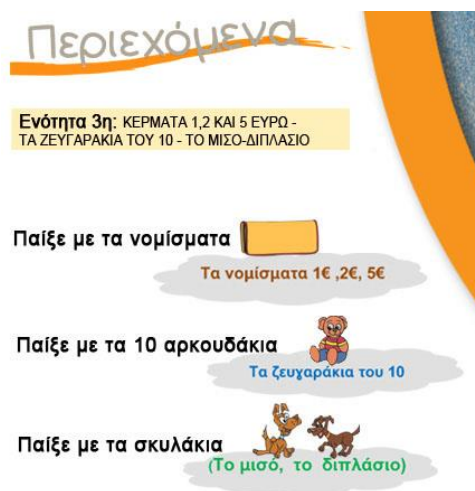 Περιεχόμενα
Ενότητα 3η: ΚΕΡΜΑΤΑ 1,2 ΚΑΙ 5 ΕΥΡΩ -
ΤΑ ΖΕΥΓΑΡΑΚΙΑ ΤΟΥ 10 - ΤΟ ΜΙΣΟ-ΔΙΠΛΑΣΙΟ
Παίξε με τα νομίσματα
Τα νομίσματα 1€ ,2€, 5€
Παίξε με τα 10 αρκουδάκια
Τα ζευγαράκια του 10
Παίξε με τα σκυλάκια
(Το μισό, το διπλάσιο)